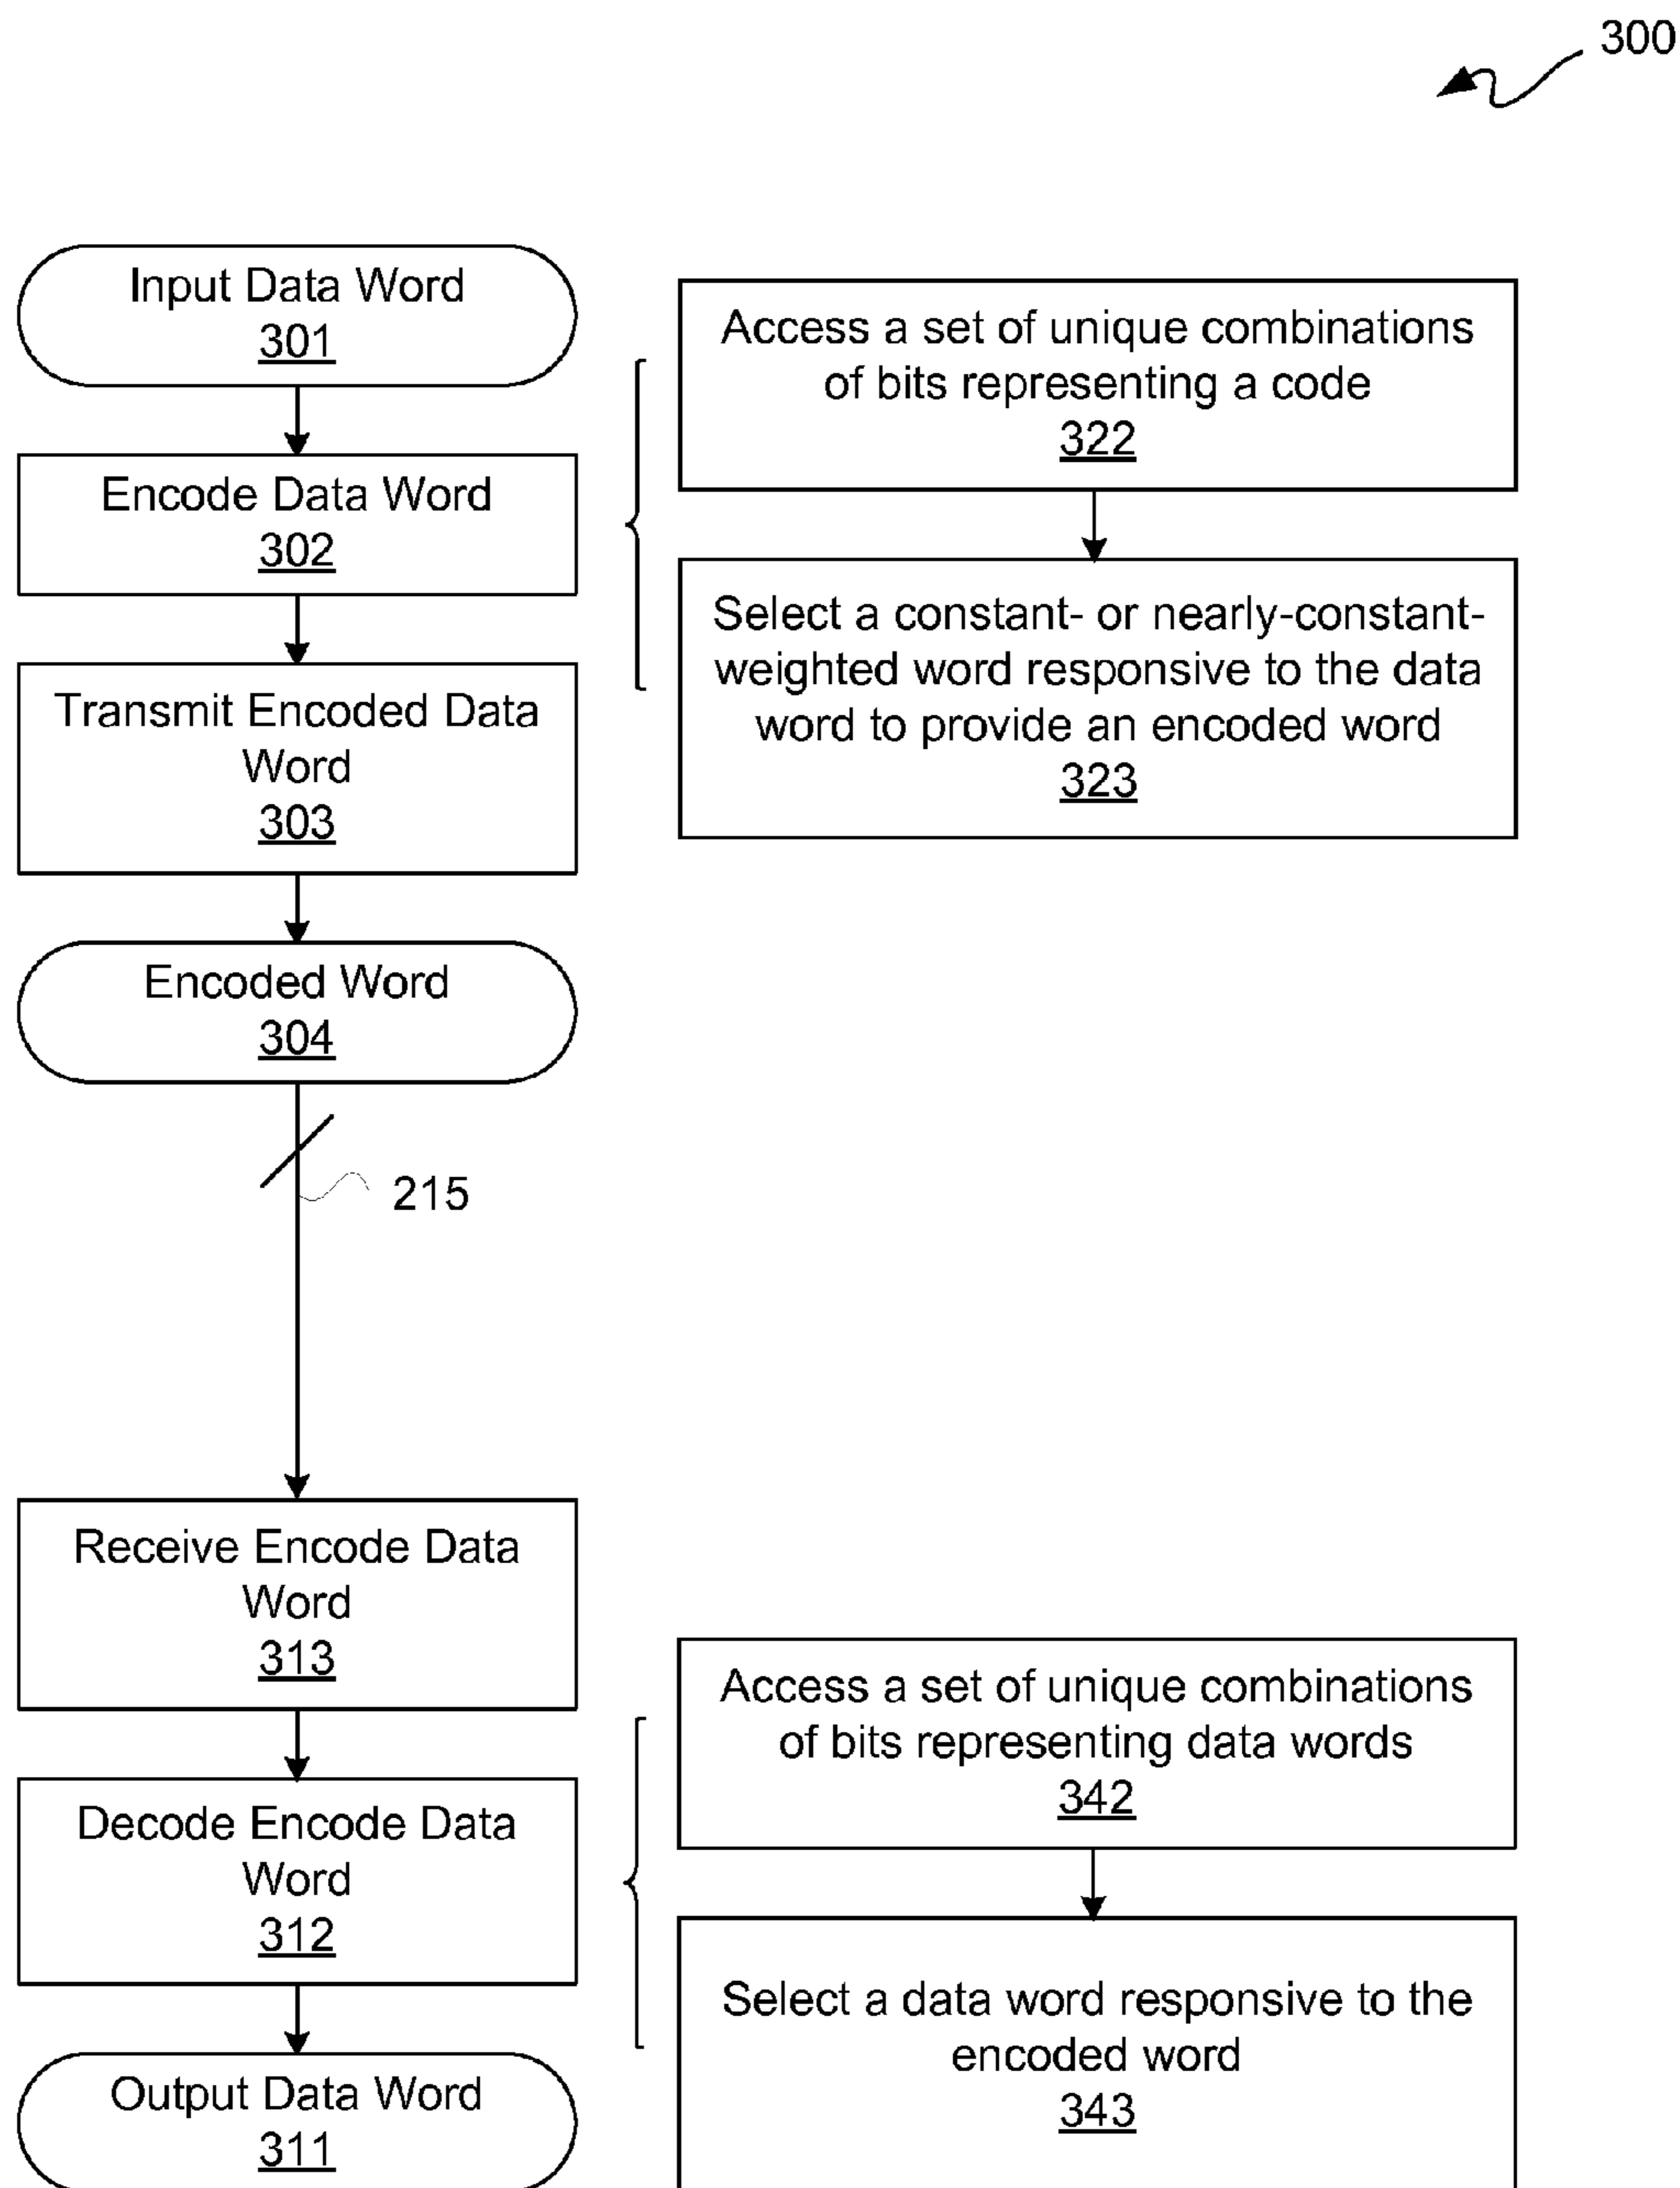 300
Input Data Word
301
Encode Data Word
302
Transmit Encoded Data
Word
303
Encoded Word
304
Access a set of unique combinations
of bits representing a code
322
Select a constant- or nearly-constant-
weighted word responsive to the data
word to provide an encoded word
323
215
Receive Encode Data
Word
313
Decode Encode Data
Word
312
Output Data Word
311
Access a set of unique combinations
of bits representing data words
342
Select a data word responsive to the
encoded word
343